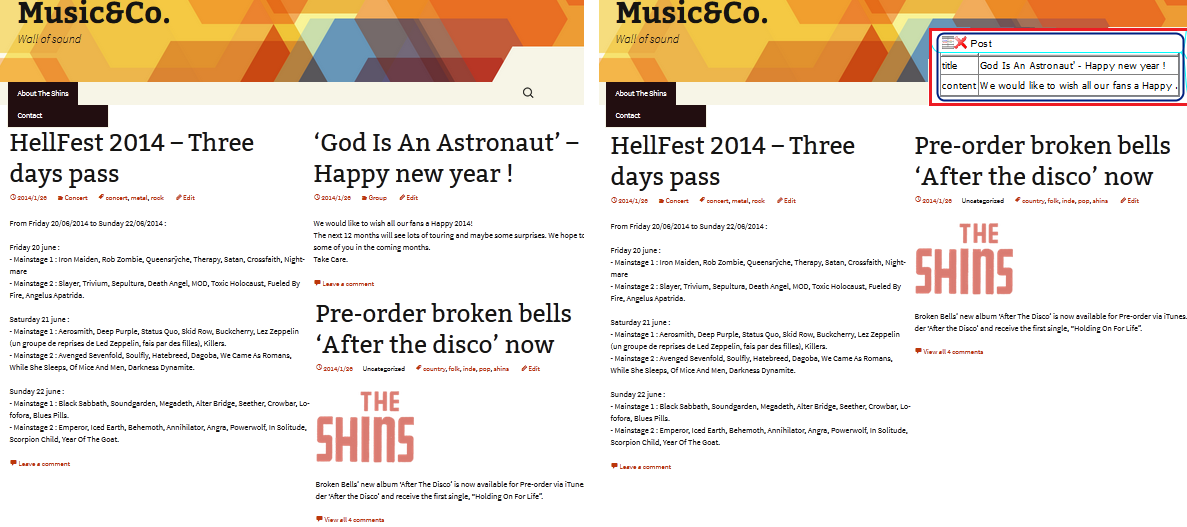 Music&Co.
Wall of sound
About The Shins
Contact
HellFest 2014 – Three
days pass
2014/1/26 Concert concert, metal, rock Edit
From Friday 20/06/2014 to Sunday 22/06/2014 :
Friday 20 june :
- Mainstage 1 : Iron Maiden, Rob Zombie, Queensrÿche, Therapy, Satan, Crossfaith, Night-
mare
- Mainstage 2 : Slayer, Trivium, Sepultura, Death Angel, MOD, Toxic Holocaust, Fueled By
Fire, Angelus Apatrida.
Saturday 21 june :
- Mainstage 1 : Aerosmith, Deep Purple, Status Quo, Skid Row, Buckcherry, Lez Zeppelin
(un groupe de reprises de Led Zeppelin, fais par des filles), Killers.
- Mainstage 2 : Avenged Sevenfold, Soulfly, Hatebreed, Dagoba, We Came As Romans,
While She Sleeps, Of Mice And Men, Darkness Dynamite.
Sunday 22 june :
- Mainstage 1 : Black Sabbath, Soundgarden, Megadeth, Alter Bridge, Seether, Crowbar, Lo-
fofora, Blues Pills.
- Mainstage 2 : Emperor, Iced Earth, Behemoth, Annihilator, Angra, Powerwolf, In Solitude,
Scorpion Child, Year Of The Goat.
Leave a comment
‘God Is An Astronaut’ –
Happy new year !
2014/1/26 Group Edit
We would like to wish all our fans a Happy 2014!
The next 12 months will see lots of touring and maybe some surprises. We hope to
some of you in the coming months.
Take Care.
Leave a comment
Pre-order broken bells
‘After the disco’ now
2014/1/26 Uncategorized country, folk, inde, pop, shins Edit
THE
SHINS
Broken Bells’ new album ‘After The Disco’ is now available for Pre-order via iTune
der ‘After the Disco’ and receive the first single, “Holding On For Life”.
View all 4 comments
Music&Co.
Wall of sound
Post
title God Is An Astronaut' - Happy new year !
content We would like to wish all our fans a Happy .
About The Shins
Contact
HellFest 2014 – Three
days pass
2014/1/26 Concert concert, metal, rock Edit
From Friday 20/06/2014 to Sunday 22/06/2014 :
Friday 20 june :
- Mainstage 1 : Iron Maiden, Rob Zombie, Queensrÿche, Therapy, Satan, Crossfaith, Night-
mare
- Mainstage 2 : Slayer, Trivium, Sepultura, Death Angel, MOD, Toxic Holocaust, Fueled By
Fire, Angelus Apatrida.
Saturday 21 june :
- Mainstage 1 : Aerosmith, Deep Purple, Status Quo, Skid Row, Buckcherry, Lez Zeppelin
(un groupe de reprises de Led Zeppelin, fais par des filles), Killers.
- Mainstage 2 : Avenged Sevenfold, Soulfly, Hatebreed, Dagoba, We Came As Romans,
While She Sleeps, Of Mice And Men, Darkness Dynamite.
Sunday 22 june :
- Mainstage 1 : Black Sabbath, Soundgarden, Megadeth, Alter Bridge, Seether, Crowbar, Lo-
fofora, Blues Pills.
- Mainstage 2 : Emperor, Iced Earth, Behemoth, Annihilator, Angra, Powerwolf, In Solitude,
Scorpion Child, Year Of The Goat.
Leave a comment
Pre-order broken bells
‘After the disco’ now
2014/1/26 Uncategorized country, folk, inde, pop, shins Edit
THE
SHINS
Broken Bells’ new album ‘After The Disco’ is now available for Pre-order via iTunes.
der ‘After the Disco’ and receive the first single, “Holding On For Life”.
View all 4 comments